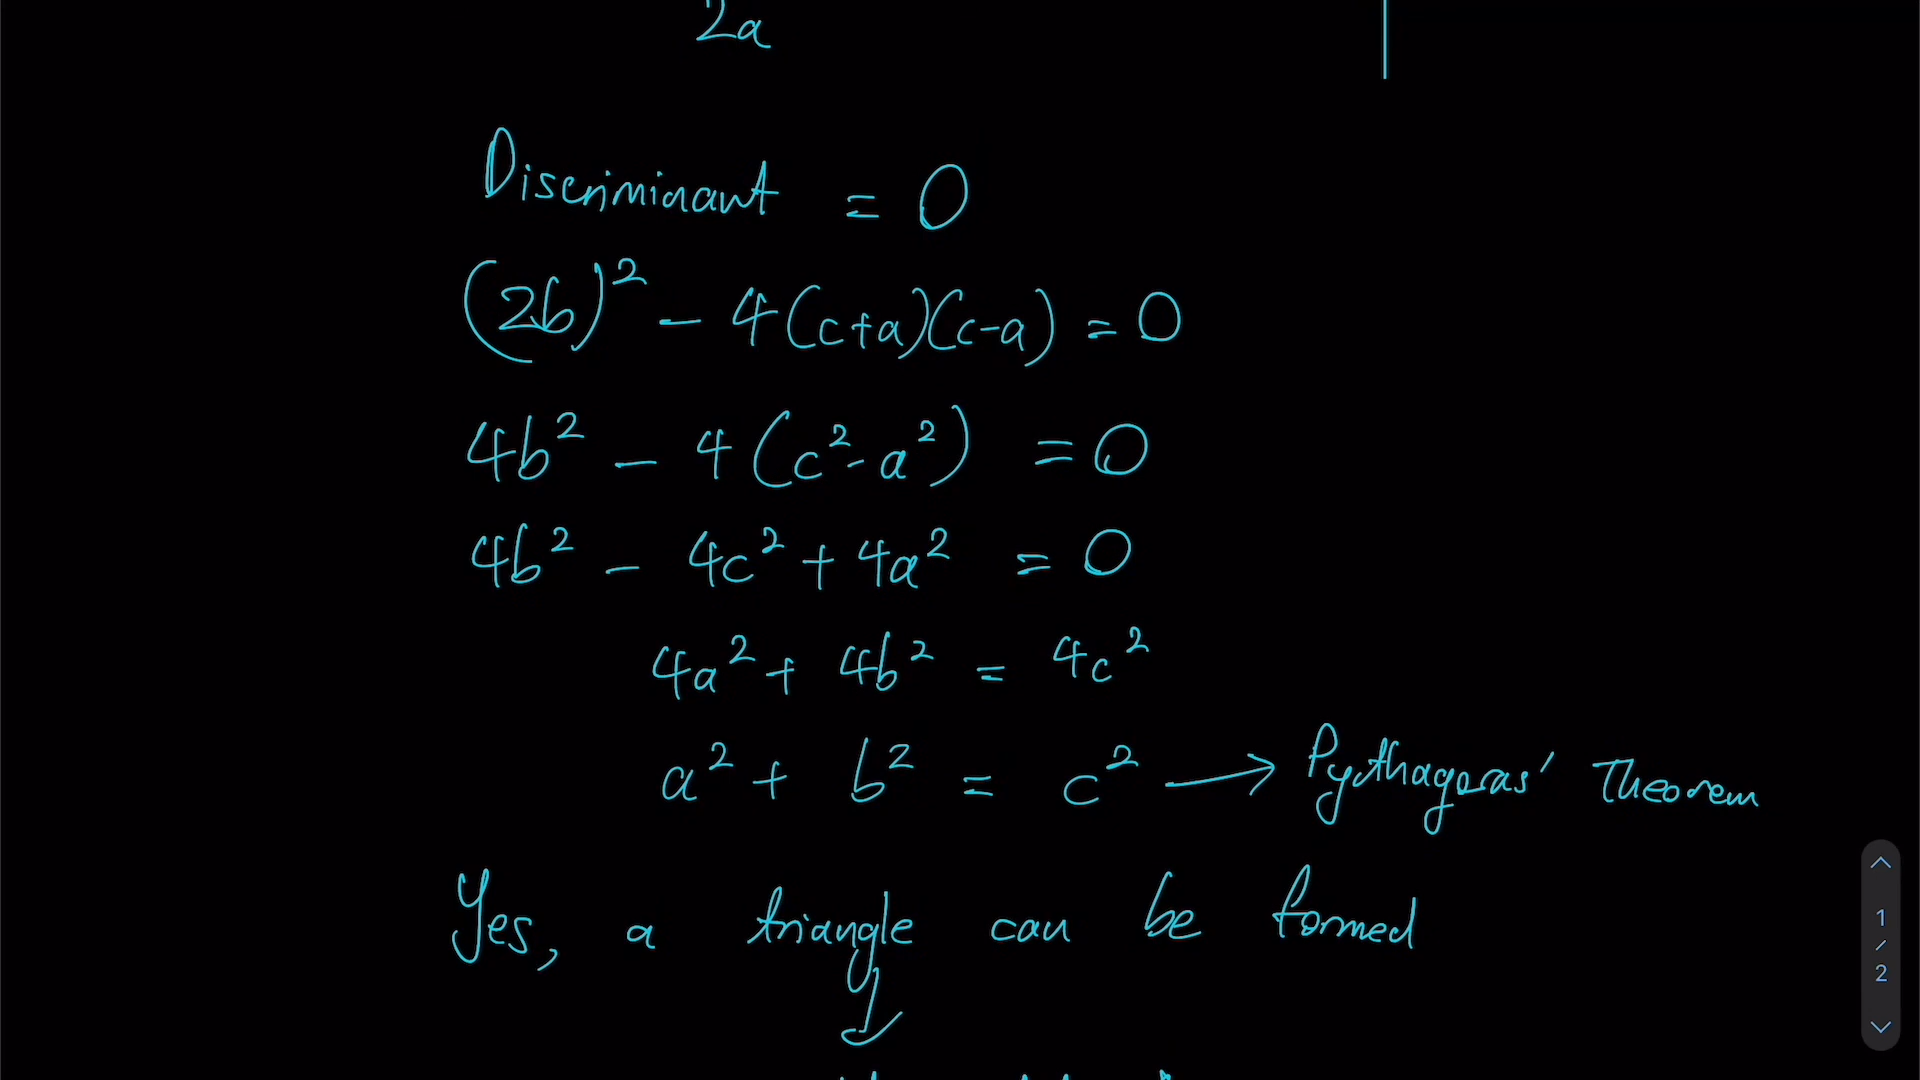 2a
Discriminant = 0
(2b)² - 4(c+a)(c-a) = 0
4b² - 4(c²-a²) = 0
4b² - 4c² + 4a² = 0
4a² + 4b² = 4c²
a² + b² = c² → Pythagoras' Theorem
Yes, a triangle can be formed
1
/
2